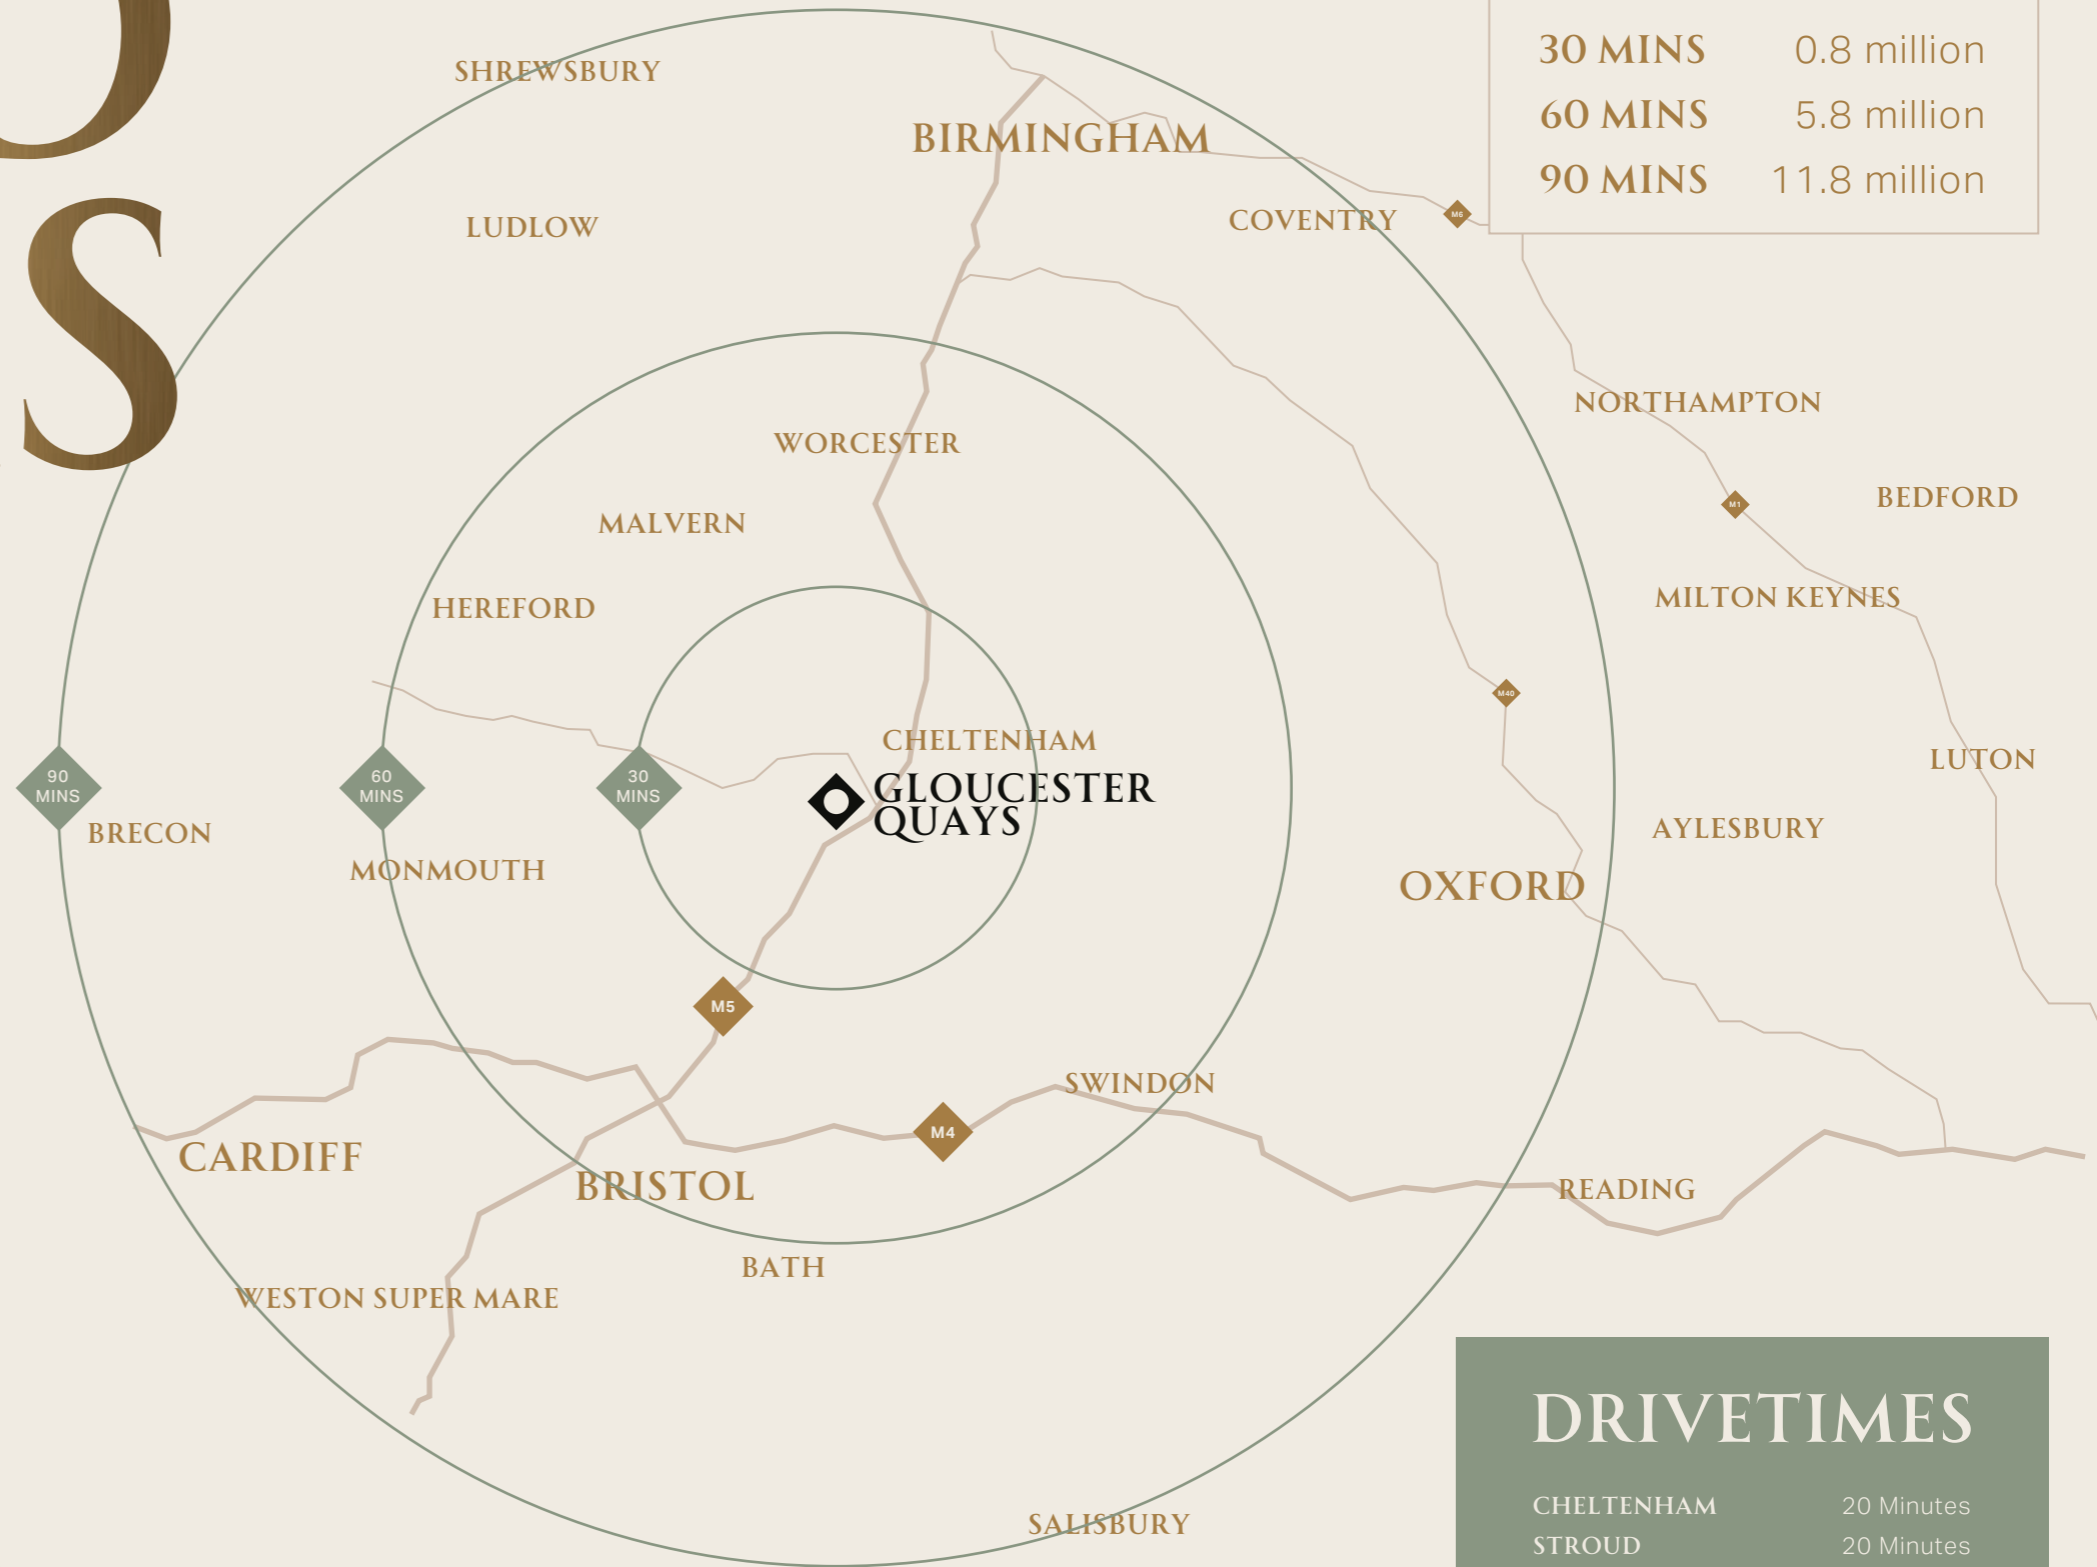 O
S
30 MINS 0.8 million
60 MINS 5.8 million
90 MINS 11.8 million
SHREWSBURY
BIRMINGHAM
LUDLOW
COVENTRY
M6
NORTHAMPTON
WORCESTER
BEDFORD
M1
MALVERN
MILTON KEYNES
HEREFORD
M40
CHELTENHAM
LUTON
90
MINS
60
MINS
30
MINS
GLOUCESTER
QUAYS
BRECON
AYLESBURY
MONMOUTH
OXFORD
M5
SWINDON
M4
CARDIFF
BRISTOL
READING
BATH
WESTON SUPER MARE
SALISBURY
DRIVETIMES
CHELTENHAM 20 Minutes
STROUD 20 Minutes